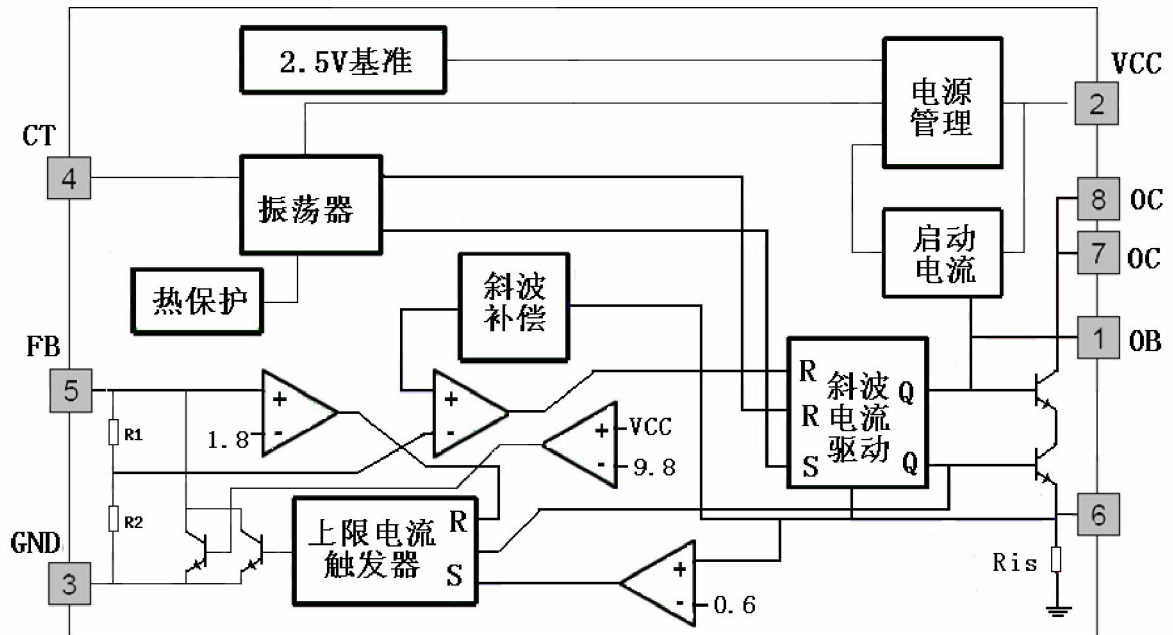 2.5V基准
电源
管理
VCC
2
CT
4
振荡器
8
OC
7
OC
启动
电流
热保护
斜波
补偿
1
OB
FB
5
R
R
S
斜波
电流
驱动
Q
Q
+
-
1.8
+
-
+
-
VCC
9.8
R1
R2
GND
3
上限电流
触发器
R
S
+
-
0.6
6
Ris